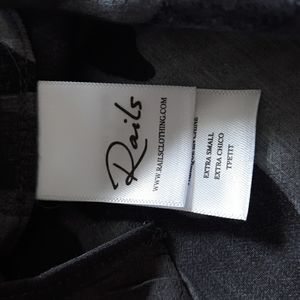 Rails
WWW.RAILSCLOTHING.COM
EXTRA SMALL
EXTRA CHICO
TPETIT